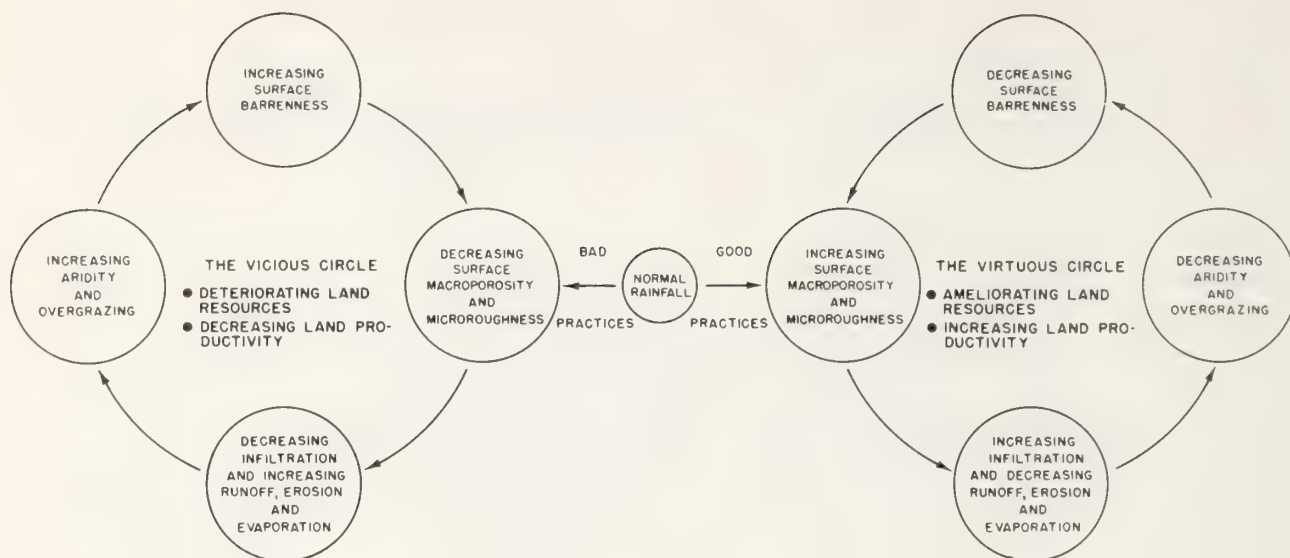 INCREASING
SURFACE
BARRENNESS
INCREASING
ARIDITY
AND
OVERGRAZING
THE VICIOUS CIRCLE
● DETERIORATING LAND
RESOURCES
● DECREASING LAND PRO-
DUCTIVITY
DECREASING
SURFACE
MACROPOROSITY
AND
MICROROUGHNESS
DECREASING
INFILTRATION
AND INCREASING
RUNOFF, EROSION
AND
EVAPORATION
BAD
PRACTICES
NORMAL
RAINFALL
GOOD
PRACTICES
DECREASING
SURFACE
BARRENNESS
INCREASING
SURFACE
MACROPOROSITY
AND
MICROROUGHNESS
THE VIRTUOUS CIRCLE
● AMELIORATING LAND
RESOURCES
● INCREASING LAND PRO-
DUCTIVITY
DECREASING
ARIDITY
AND
OVERGRAZING
INCREASING
INFILTRATION
AND DECREASING
RUNOFF, EROSION
AND
EVAPORATION